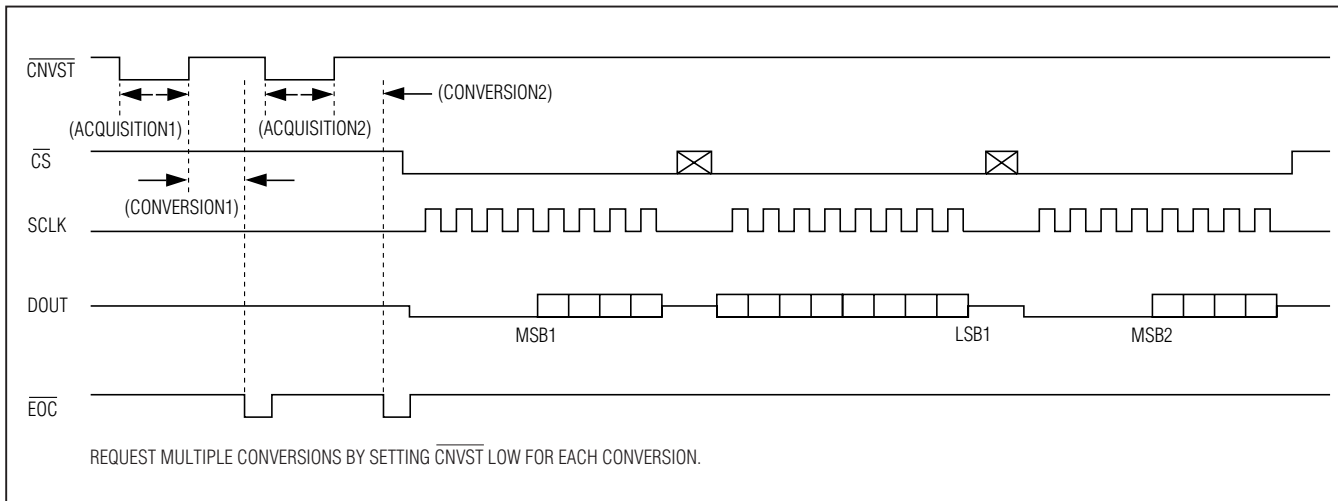 CNVST
(CONVERSION2)
(ACQUISITION1)
(ACQUISITION2)
CS
(CONVERSION1)
SCLK
DOUT
MSB1
LSB1
MSB2
EOC
REQUEST MULTIPLE CONVERSIONS BY SETTING CNVST LOW FOR EACH CONVERSION.